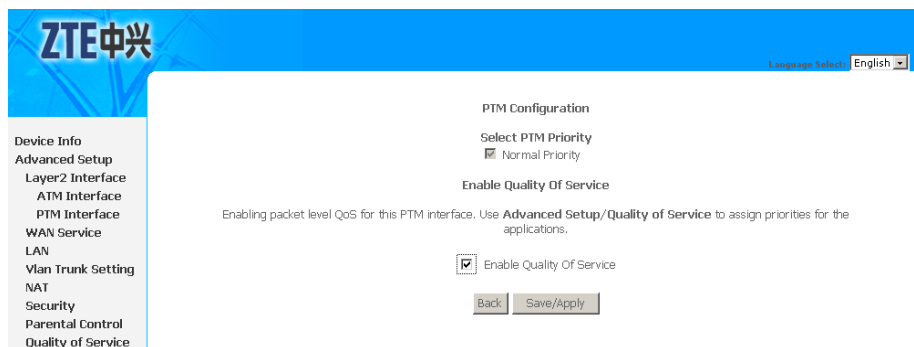 ZTE中兴
Language Select: English
PTM Configuration
Select PTM Priority
Normal Priority
Enable Quality Of Service
Enabling packet level QoS for this PTM interface. Use Advanced Setup/Quality of Service to assign priorities for the
applications.
Enable Quality Of Service
Back Save/Apply
Device Info
Advanced Setup
Layer2 Interface
ATM Interface
PTM Interface
WAN Service
LAN
Vlan Trunk Setting
NAT
Security
Parental Control
Quality of Service